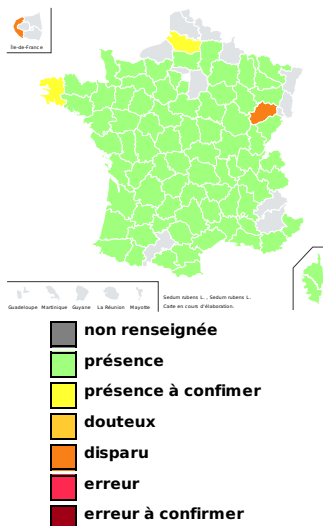 Île-de-France
Guadeloupe Martinique Guyane La Réunion Mayotte
Sedum rubens L. , Sedum rubens L.
Carte en cours d'élaboration.
non renseignée
présence
présence à confimer
douteux
disparu
erreur
erreur à confirmer